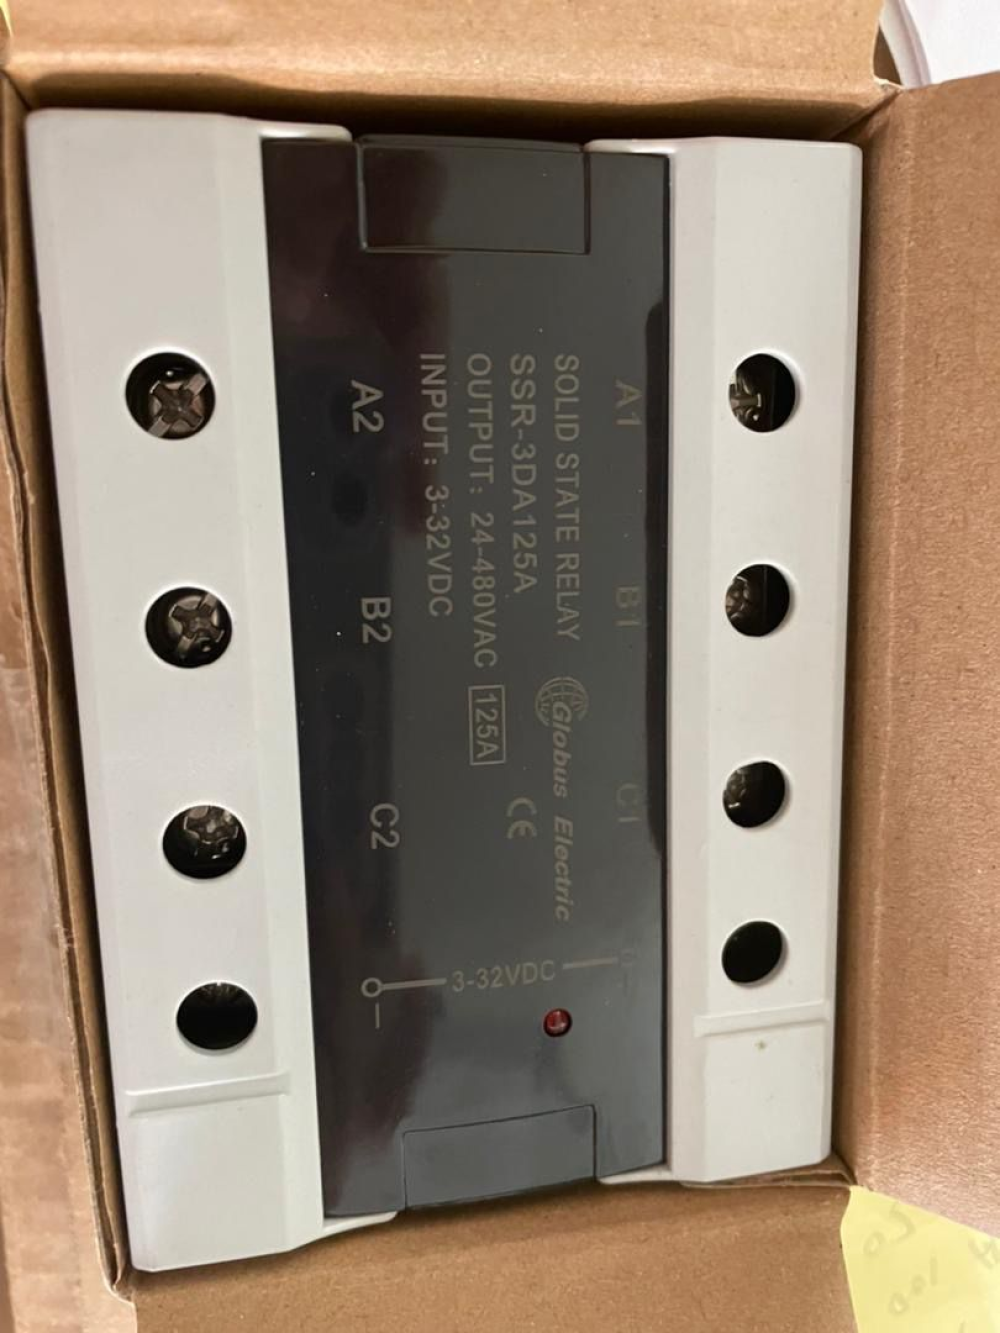 A1 B1 C1
SOLID STATE RELAY Globus Electric
SSR-3DA125A CE
OUTPUT: 24-480VAC 125A
INPUT: 3-32VDC
3-32VDC
A2 B2 C2